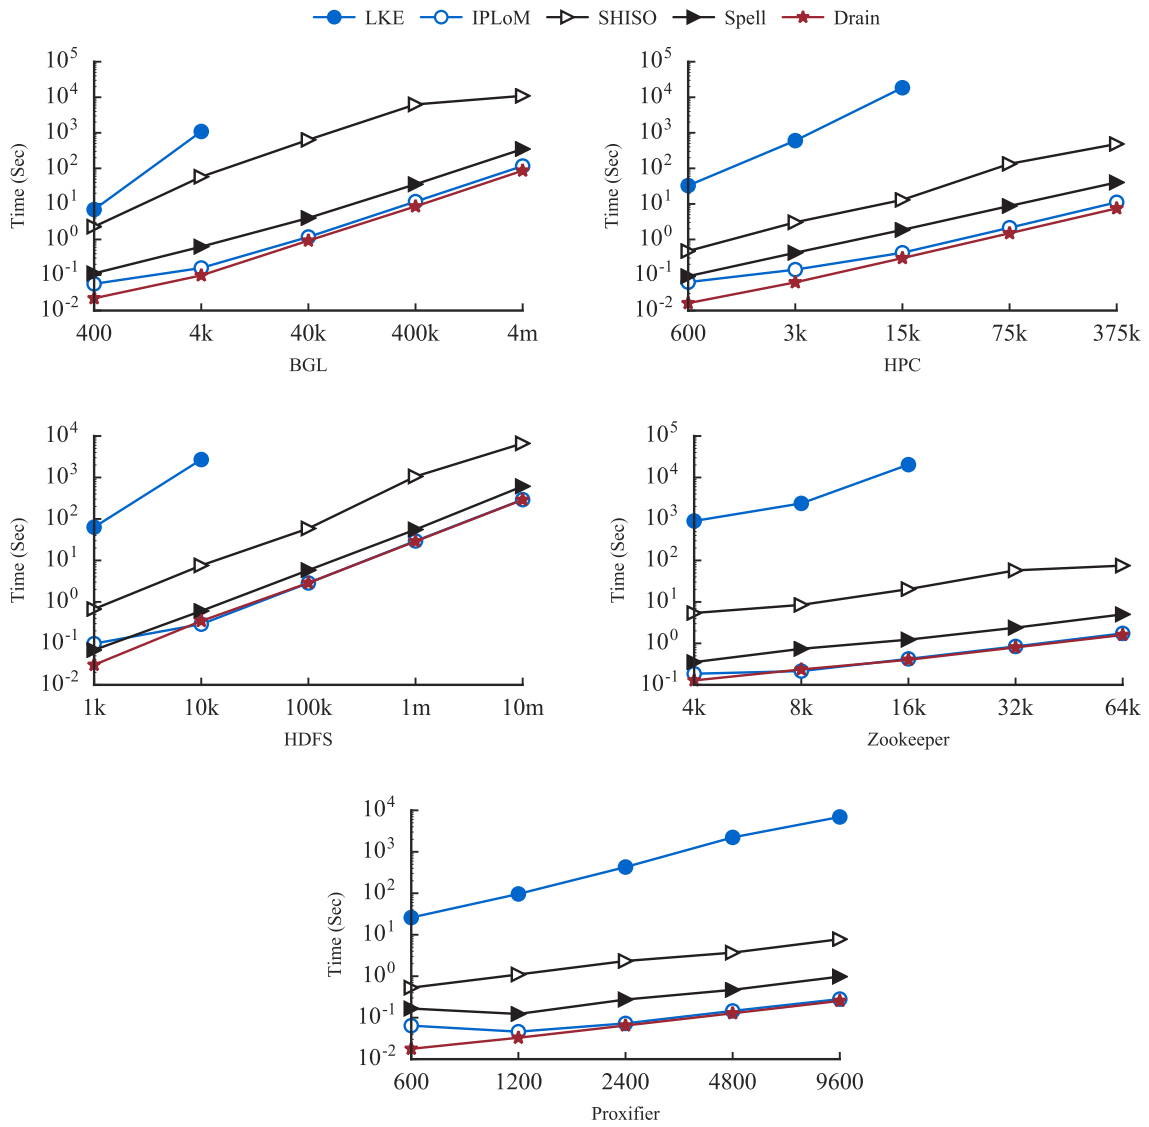 LKE IPLoM SHISO Spell Drain
10^5 10^4 10^3 10^2 10^1 10^0 10^-1 10^-2
Time (Sec)
400 4k 40k 400k 4m
BGL
10^5 10^4 10^3 10^2 10^1 10^0 10^-1 10^-2
Time (Sec)
600 3k 15k 75k 375k
HPC
10^4 10^3 10^2 10^1 10^0 10^-1 10^-2
Time (Sec)
1k 10k 100k 1m 10m
HDFS
10^5 10^4 10^3 10^2 10^1 10^0 10^-1
Time (Sec)
4k 8k 16k 32k 64k
Zookeeper
10^4 10^3 10^2 10^1 10^0 10^-1 10^-2
Time (Sec)
600 1200 2400 4800 9600
Proxifier